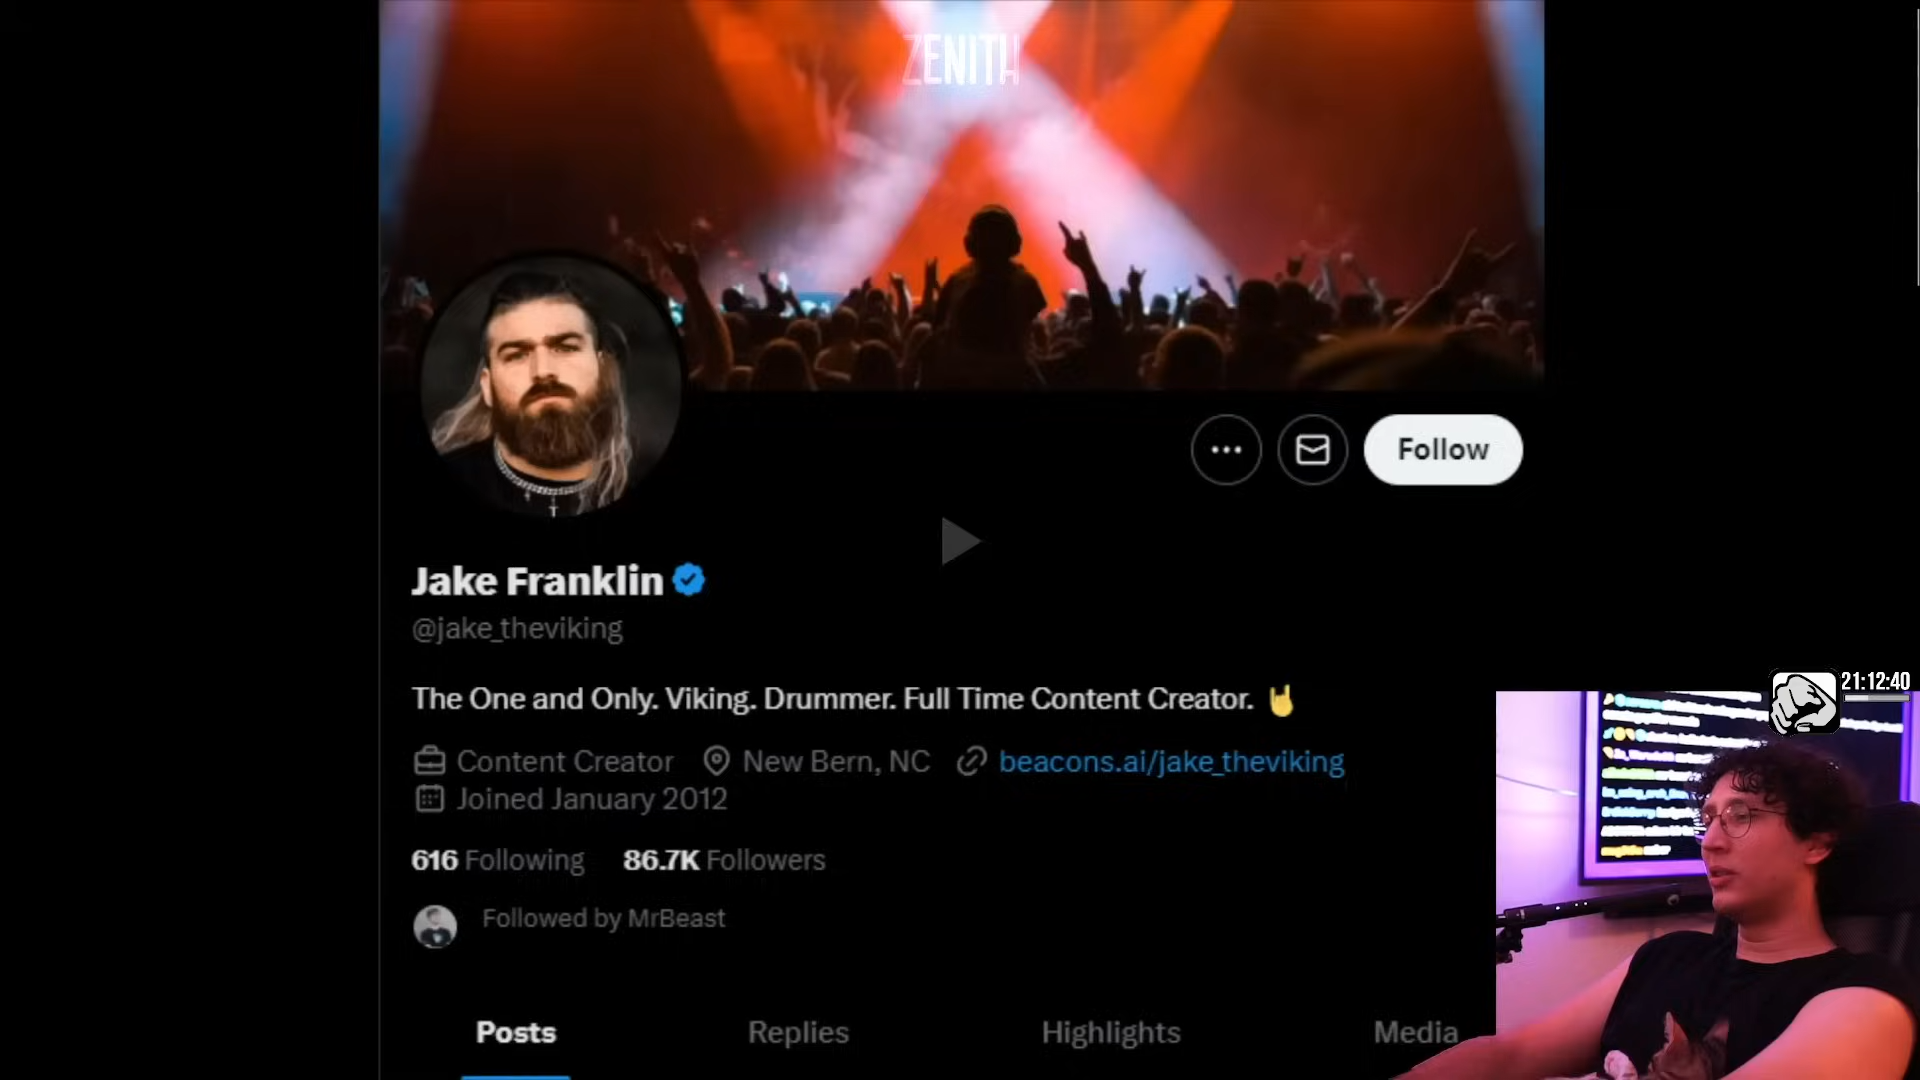 ZENITH
Follow
Jake Franklin
@jake_theviking
The One and Only. Viking. Drummer. Full Time Content Creator. 🤘
Content Creator New Bern, NC beacons.ai/jake_theviking
Joined January 2012
616 Following 86.7K Followers
Followed by MrBeast
Posts Replies Highlights Media
21:12:40